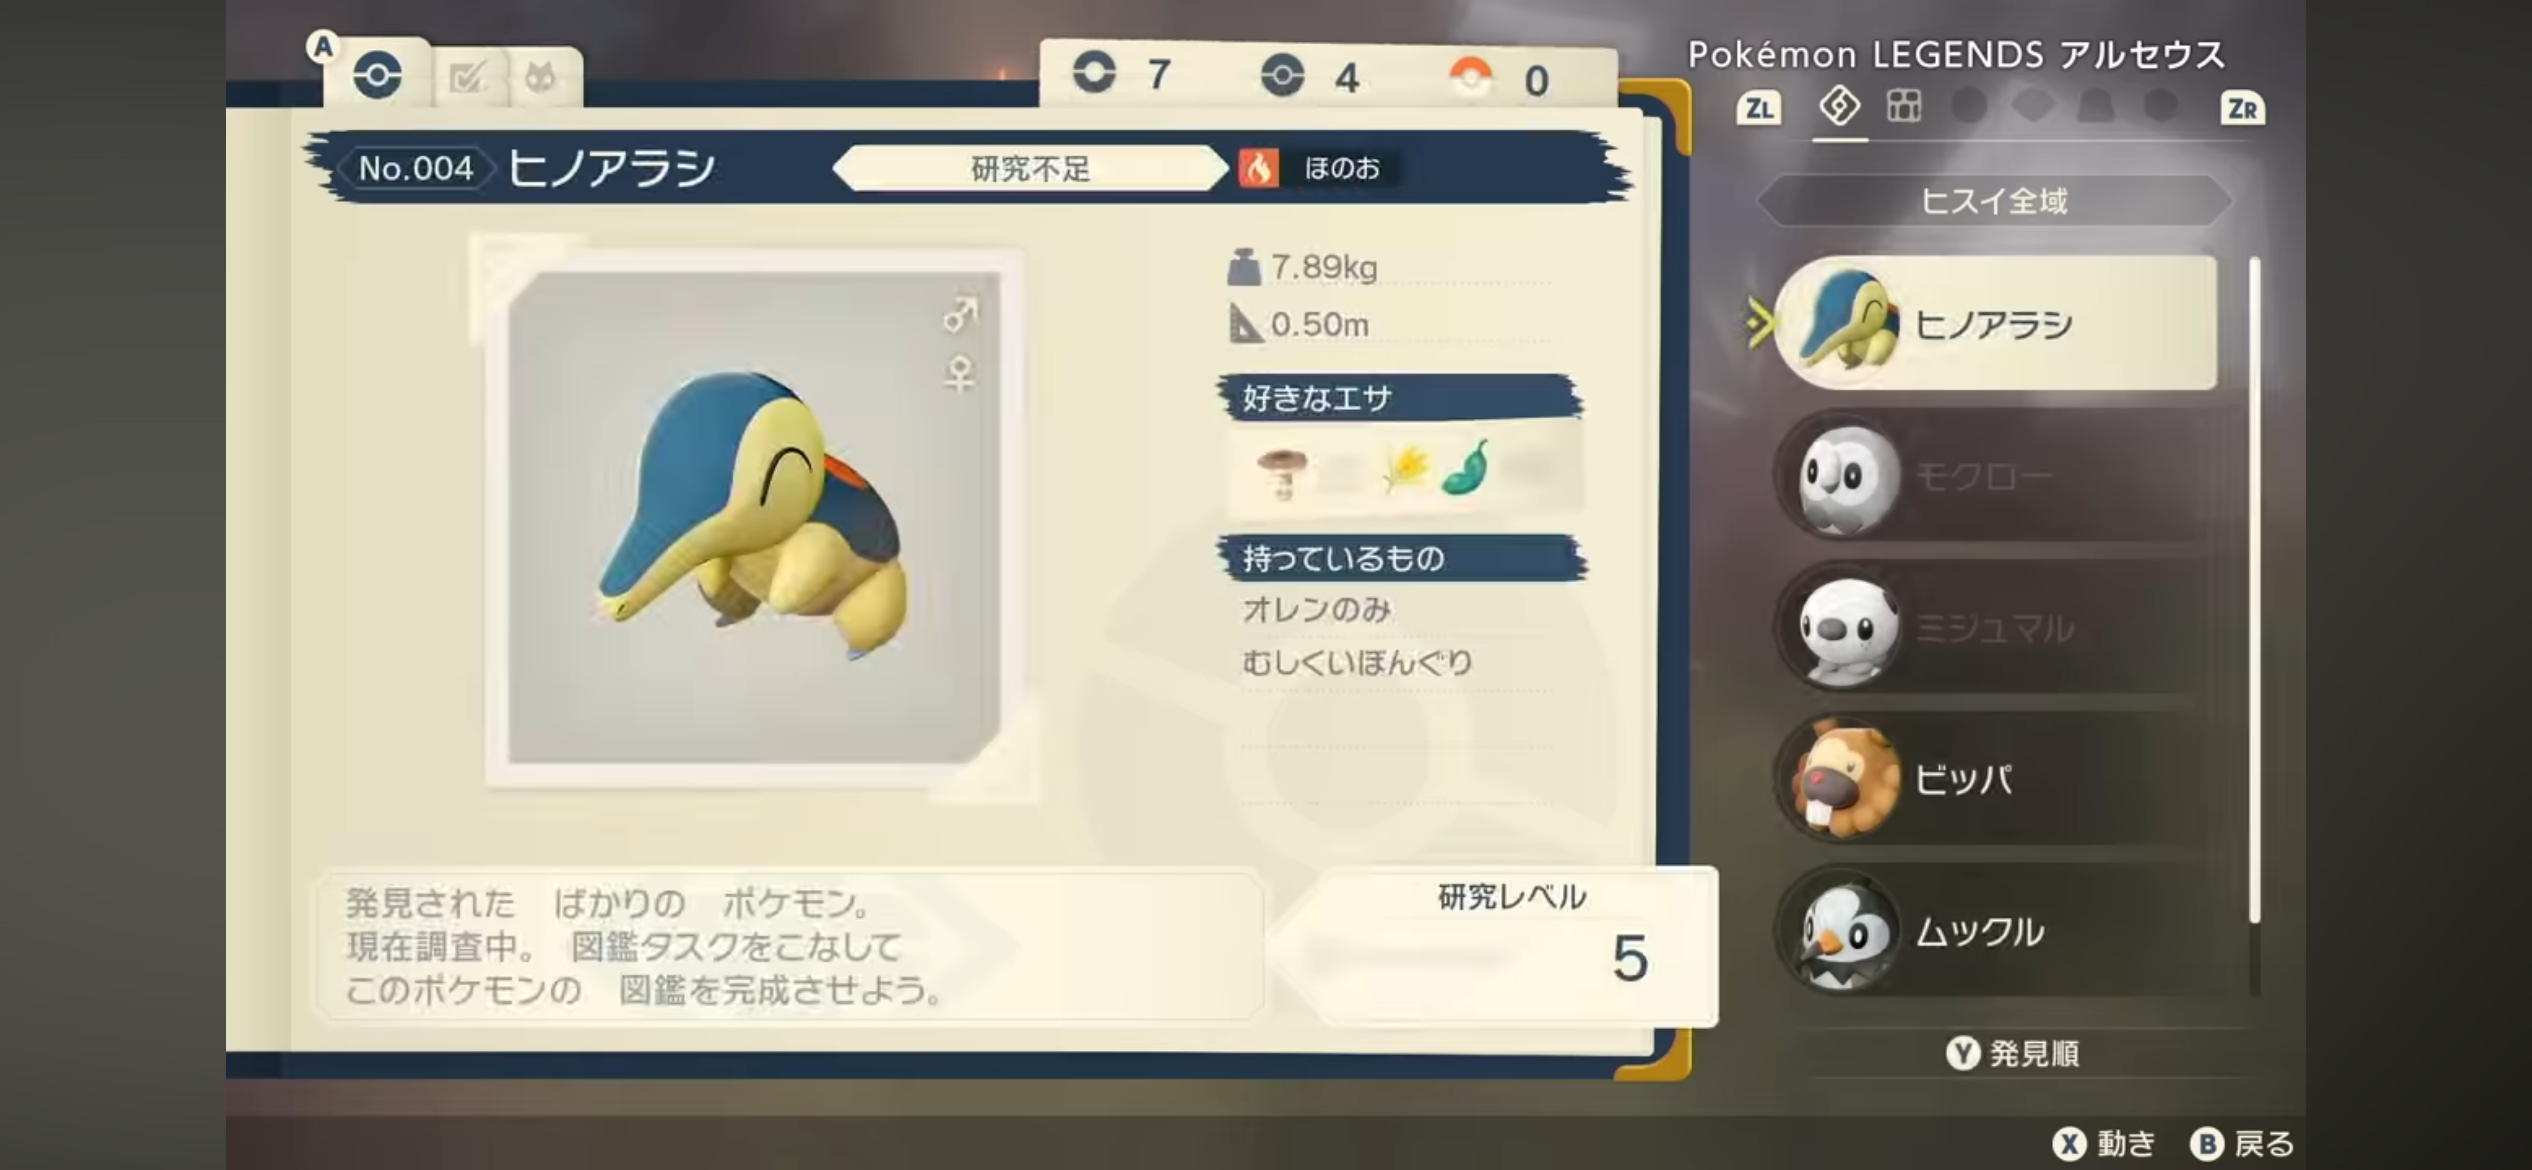 A
7
4
0
Pokémon LEGENDS アルセウス
ZL
ZR
No.004 ヒノアラシ
研究不足
ほのお
ヒスイ全域
7.89kg
0.50m
好きなエサ
持っているもの
オレンのみ
むしくいぼんぐり
ヒノアラシ
モクロー
ミジュマル
ビッパ
ムックル
発見された ばかりの ポケモン。
現在調査中。 図鑑タスクをこなして
このポケモンの 図鑑を完成させよう。
研究レベル
5
Y 発見順
X 動き B 戻る